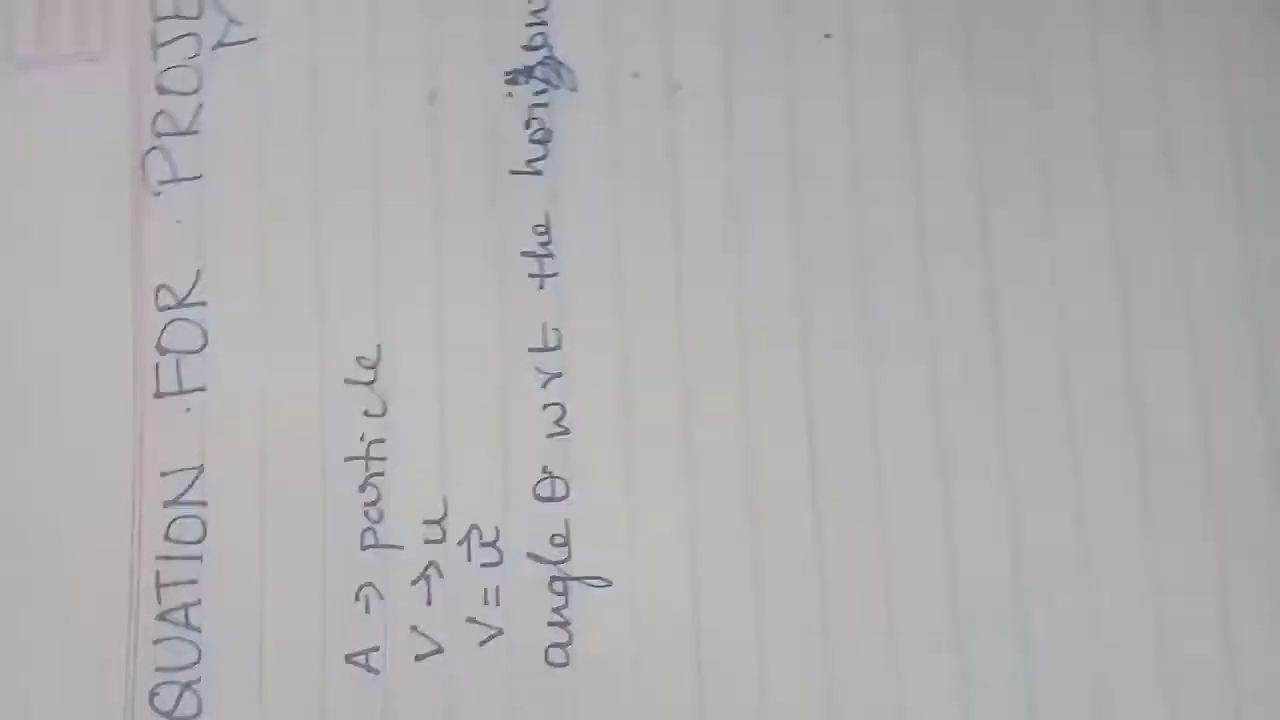 QUATION FOR PROJE
A → particle
V → u
V = u⃗
angle θ wrt the horizon